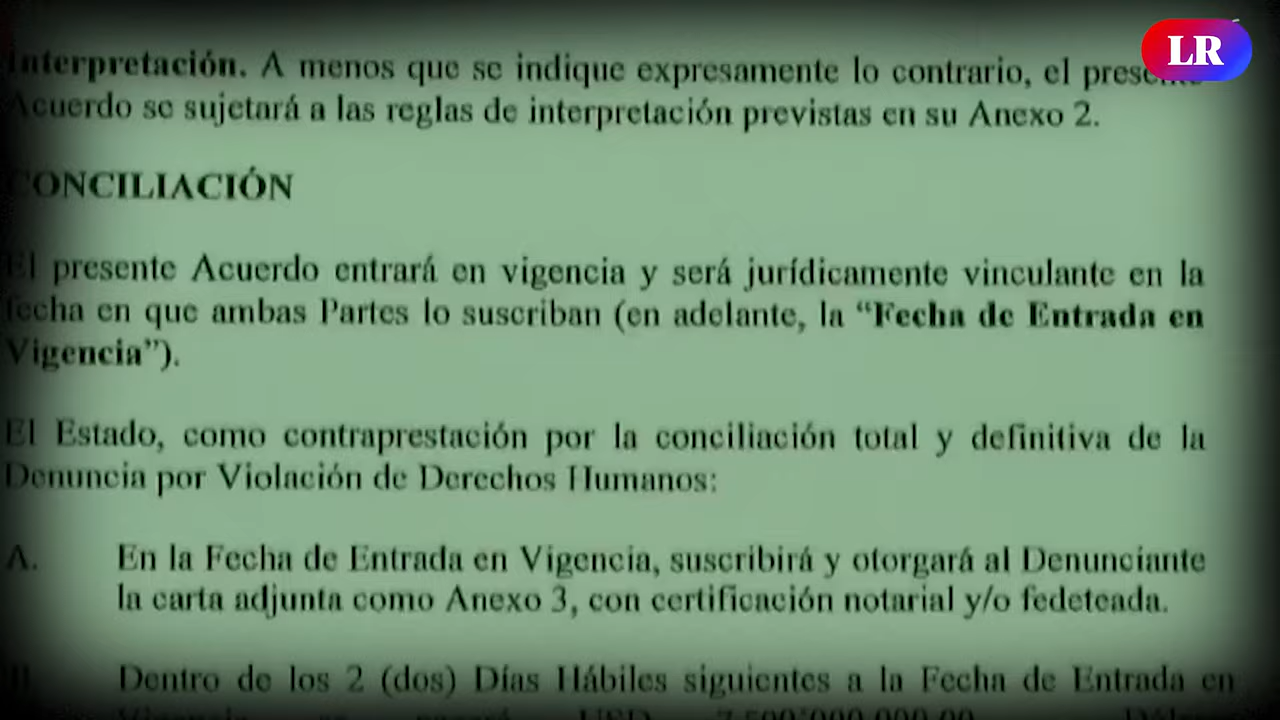 LR
Interpretación. A menos que se indique expresamente lo contrario, el presente
Acuerdo se sujetará a las reglas de interpretación previstas en su Anexo 2.
CONCILIACIÓN
El presente Acuerdo entrará en vigencia y será jurídicamente vinculante en la
fecha en que ambas Partes lo suscriban (en adelante, la “Fecha de Entrada en
Vigencia”).
El Estado, como contraprestación por la conciliación total y definitiva de la
Denuncia por Violación de Derechos Humanos:
A. En la Fecha de Entrada en Vigencia, suscribirá y otorgará al Denunciante
la carta adjunta como Anexo 3, con certificación notarial y/o fedeteada.
Dentro de los 2 (dos) Días Hábiles siguientes a la Fecha de Entrada en
Vigencia USD